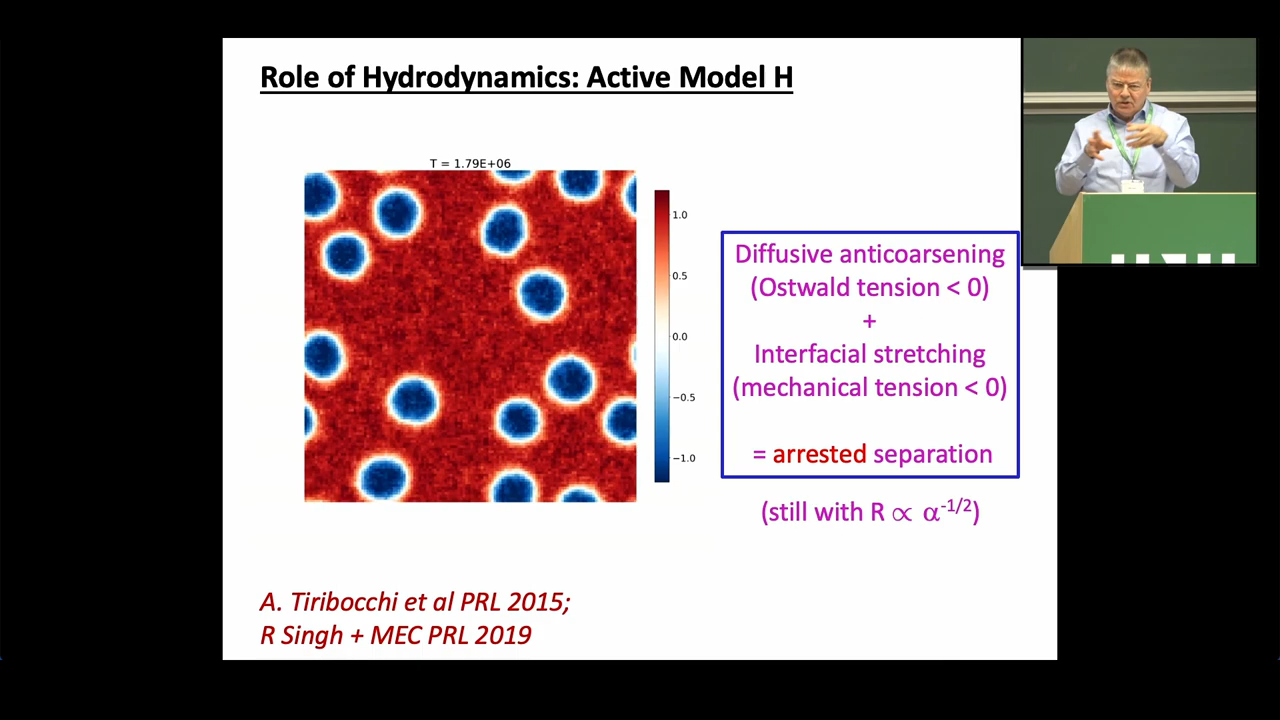 Role of Hydrodynamics: Active Model H
T = 1.79E+06
1.0
0.5
0.0
−0.5
−1.0
Diffusive anticoarsening
(Ostwald tension < 0)
+
Interfacial stretching
(mechanical tension < 0)
= arrested separation
(still with R ∝ α-1/2)
A. Tiribocchi et al PRL 2015;
R Singh + MEC PRL 2019